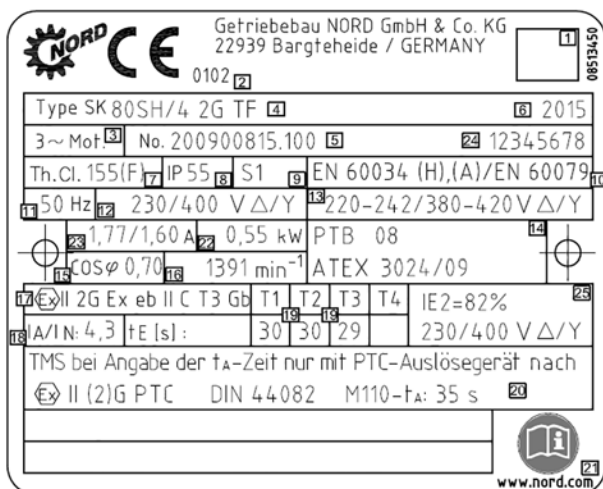 NORD
CE
Getriebebau NORD GmbH & Co. KG
22939 Bargteheide / GERMANY
1
08513450
0102 2
Type SK 80SH/4 2G TF 4 6 2015
3~Mot. 3 No. 200900815.100 5 24 12345678
Th.Cl. 155(F) 7 IP 55 8 S1 9 EN 60034 (H),(A)/EN 60079 10
11 50 Hz 12 230/400 V Δ/Y 13 220-242/380-420V Δ/Y
23 1,77/1,60 A 22 0,55 kW PTB 08 14
15 COSφ 0,70 16 1391 min⁻¹ ATEX 3024/09
17 Ex II 2G Ex eb II C T3 Gb T1 T2 T3 T4 IE2=82% 25
18 IA/IN: 4,3 tE [s]: 19 19 30 30 29 230/400 V Δ/Y
TMS bei Angabe der tA-Zeit nur mit PTC-Auslösegerät nach
Ex II (2)G PTC DIN 44082 M110-tA: 35 s 20
i
21
www.nord.com